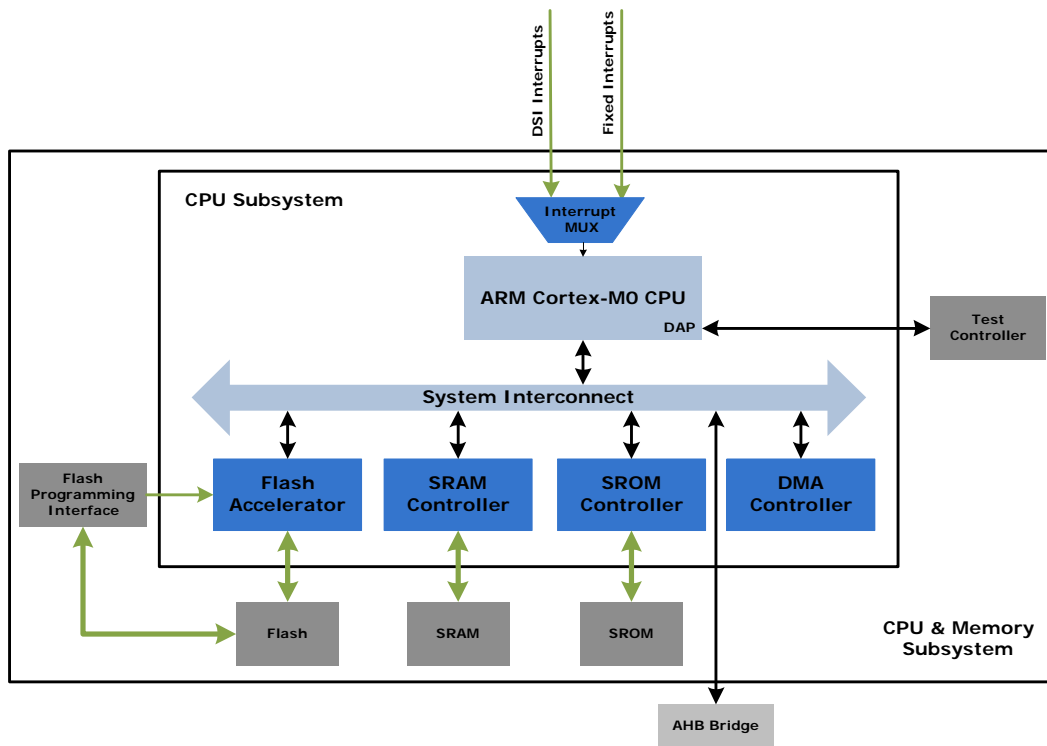 DSI Interrupts
Fixed Interrupts
CPU Subsystem
Interrupt
MUX
ARM Cortex-M0 CPU
DAP
Test
Controller
System Interconnect
Flash
Programming
Interface
Flash
Accelerator
SRAM
Controller
SROM
Controller
DMA
Controller
Flash
SRAM
SROM
CPU & Memory
Subsystem
AHB Bridge